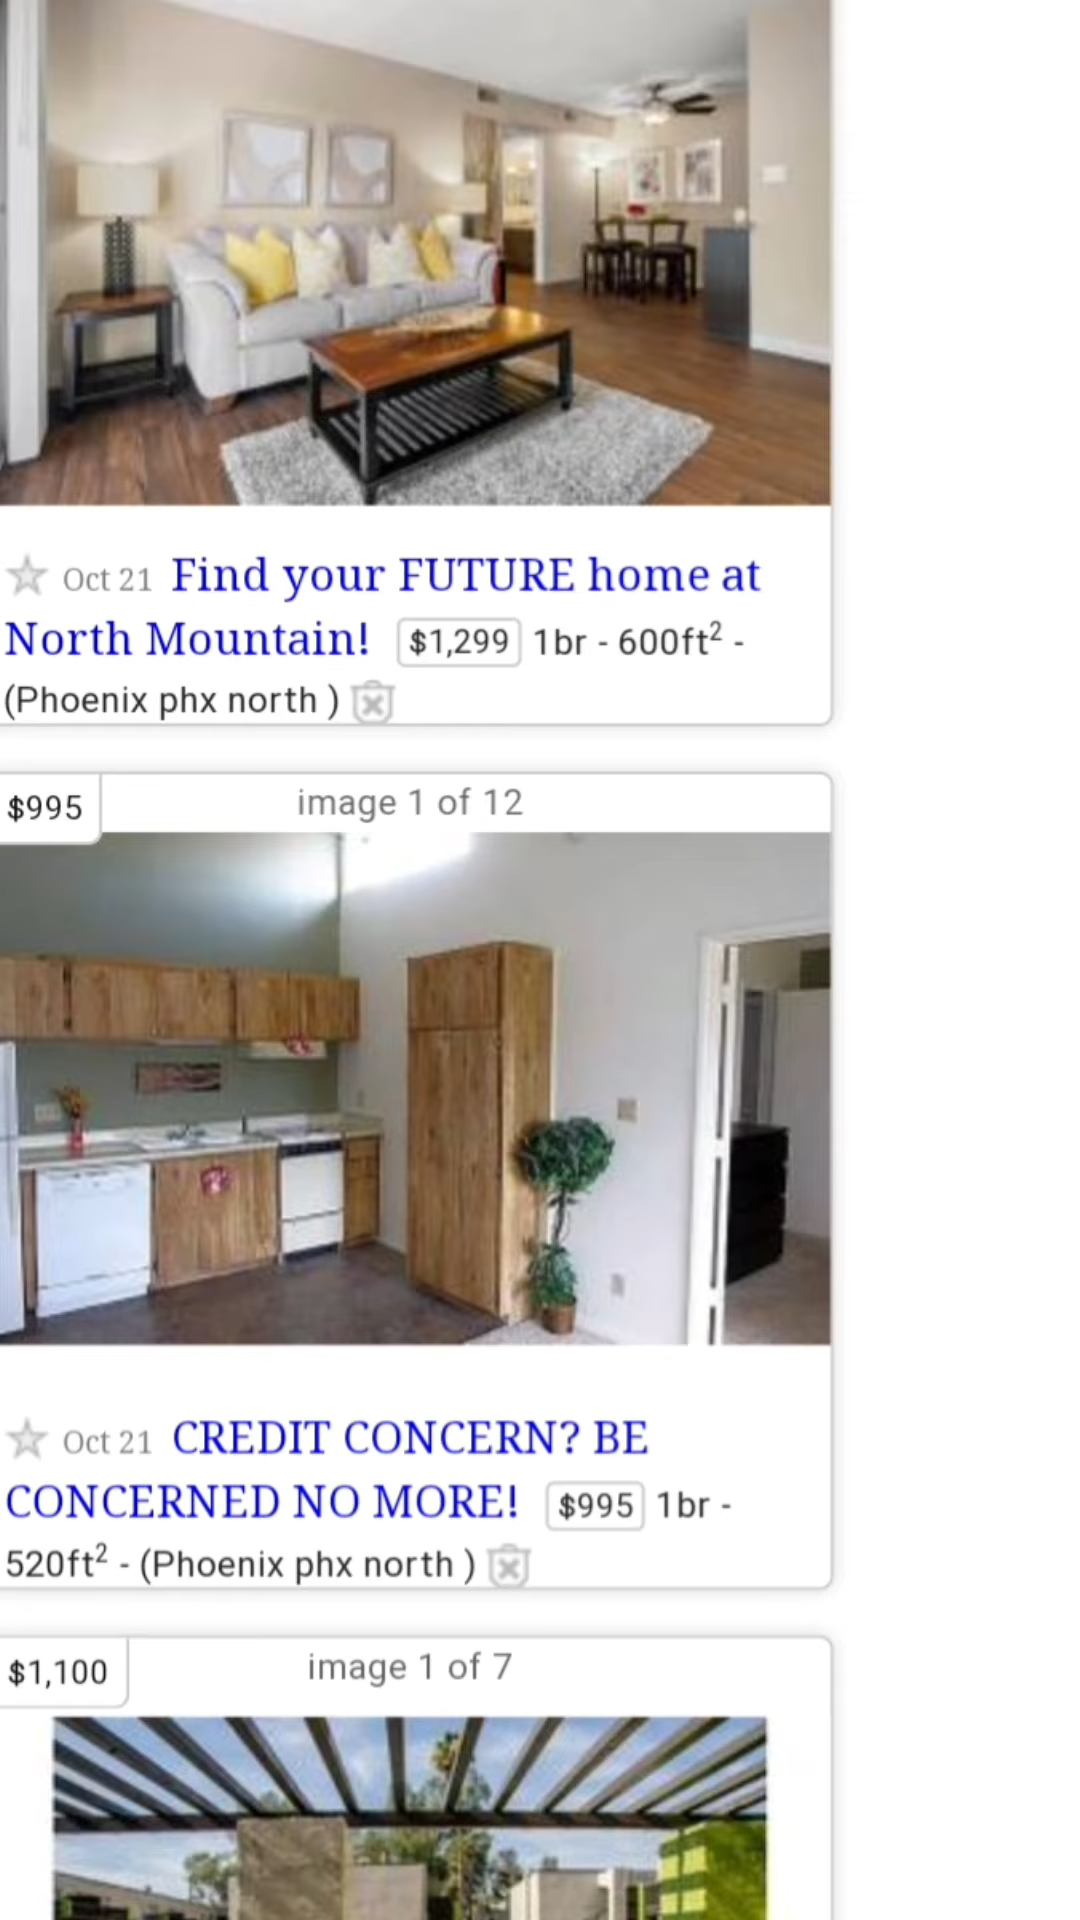 Oct 21 Find your FUTURE home at
North Mountain! $1,299 1br - 600ft² -
(Phoenix phx north )
$995 image 1 of 12
Oct 21 CREDIT CONCERN? BE
CONCERNED NO MORE! $995 1br -
520ft² - (Phoenix phx north )
$1,100 image 1 of 7